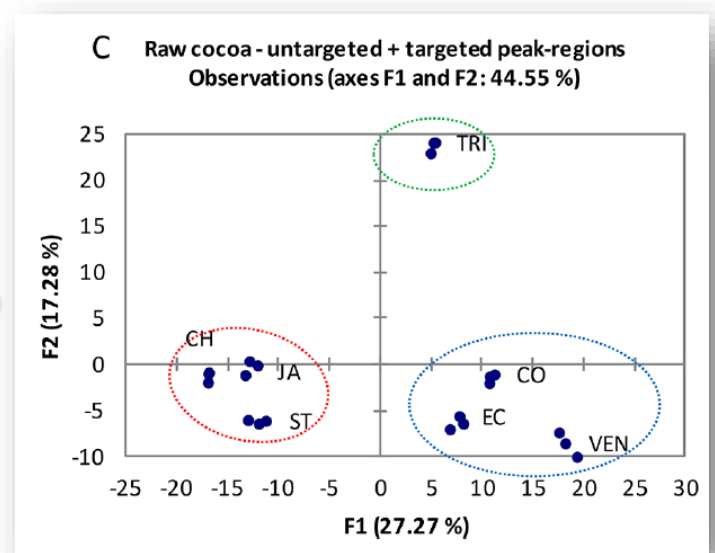 C
Raw cocoa - untargeted + targeted peak-regions
Observations (axes F1 and F2: 44.55 %)
25
20
15
10
5
0
-5
-10
F2 (17.28 %)
TRI
CH
JA
ST
CO
EC
VEN
-25 -20 -15 -10 -5 0 5 10 15 20 25 30
F1 (27.27 %)